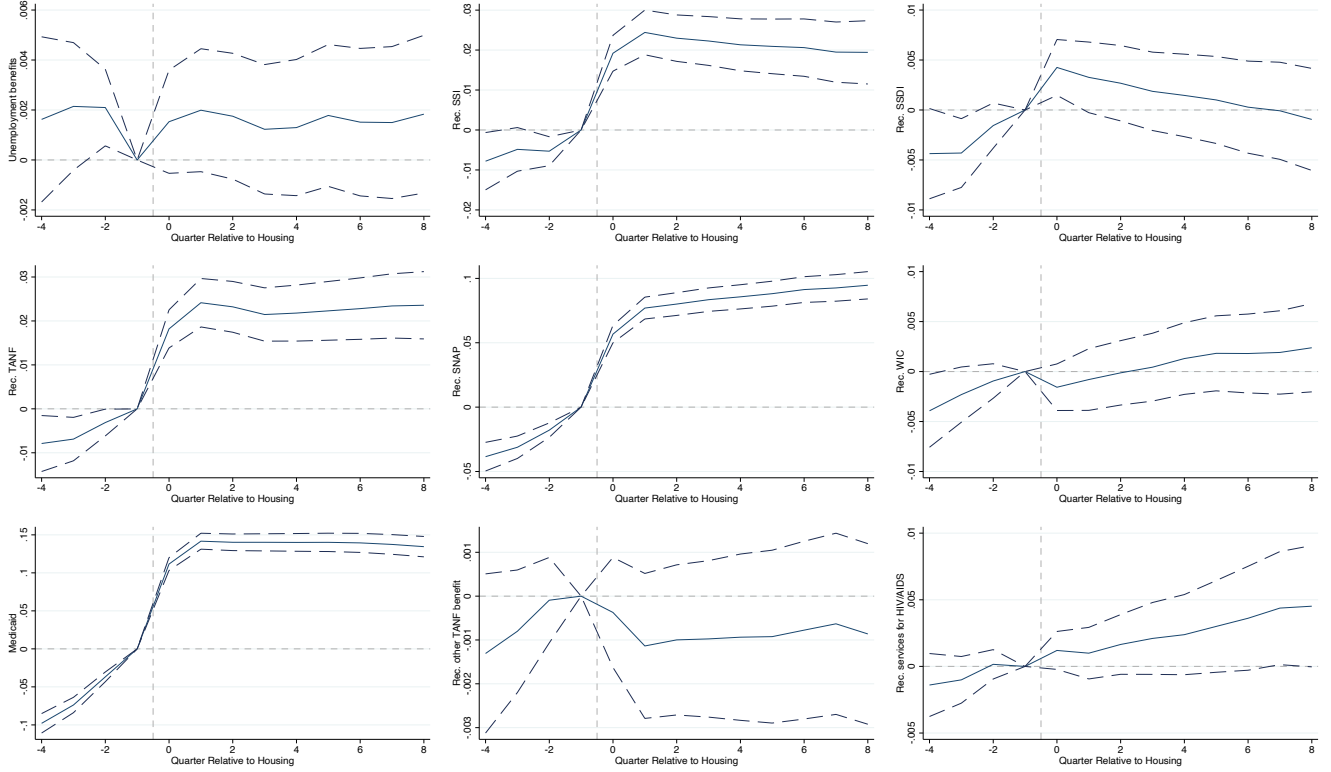 Unemployment benefits
-.002 0 .002 .004 .006
-4 -2 0 2 4 6 8
Quarter Relative to Housing
Rec. SSI
-.02 -.01 0 .01 .02 .03
-4 -2 0 2 4 6 8
Quarter Relative to Housing
Rec. SSDI
-.01 -.005 0 .005 .01
-4 -2 0 2 4 6 8
Quarter Relative to Housing
Rec. TANF
-.01 0 .01 .02 .03
-4 -2 0 2 4 6 8
Quarter Relative to Housing
Rec. SNAP
-.05 0 .05 .1
-4 -2 0 2 4 6 8
Quarter Relative to Housing
Rec. WIC
-.01 -.005 0 .005 .01
-4 -2 0 2 4 6 8
Quarter Relative to Housing
Medicaid
-.1 -.05 0 .05 .1 .15
-4 -2 0 2 4 6 8
Quarter Relative to Housing
Rec. other TANF benefit
-.003 -.002 -.001 0 .001
-4 -2 0 2 4 6 8
Quarter Relative to Housing
Rec. services for HIV/AIDS
-.005 0 .005 .01
-4 -2 0 2 4 6 8
Quarter Relative to Housing